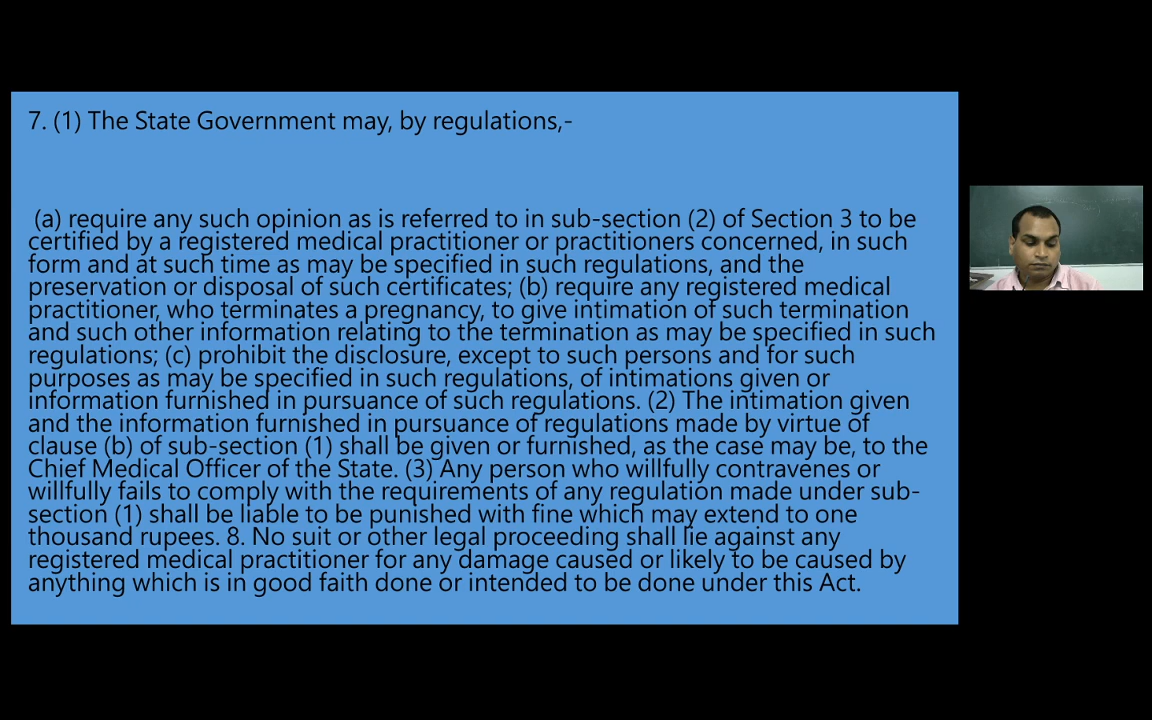 7. (1) The State Government may, by regulations,-
(a) require any such opinion as is referred to in sub-section (2) of Section 3 to be
certified by a registered medical practitioner or practitioners concerned, in such
form and at such time as may be specified in such regulations, and the
preservation or disposal of such certificates; (b) require any registered medical
practitioner, who terminates a pregnancy, to give intimation of such termination
and such other information relating to the termination as may be specified in such
regulations; (c) prohibit the disclosure, except to such persons and for such
purposes as may be specified in such regulations, of intimations given or
information furnished in pursuance of such regulations. (2) The intimation given
and the information furnished in pursuance of regulations made by virtue of
clause (b) of sub-section (1) shall be given or furnished, as the case may be, to the
Chief Medical Officer of the State. (3) Any person who willfully contravenes or
willfully fails to comply with the requirements of any regulation made under sub-
section (1) shall be liable to be punished with fine which may extend to one
thousand rupees. 8. No suit or other legal proceeding shall lie against any
registered medical practitioner for any damage caused or likely to be caused by
anything which is in good faith done or intended to be done under this Act.